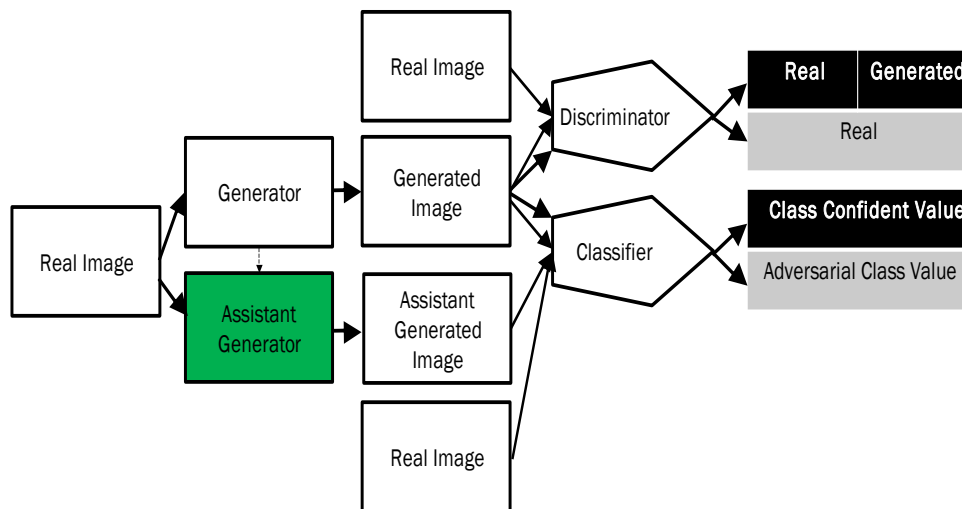 Real Image
Real
Generated
Discriminator
Real
Generator
Generated
Image
Class Confident Value
Real Image
Classifier
Adversarial Class Value
Assistant
Generator
Assistant
Generated
Image
Real Image